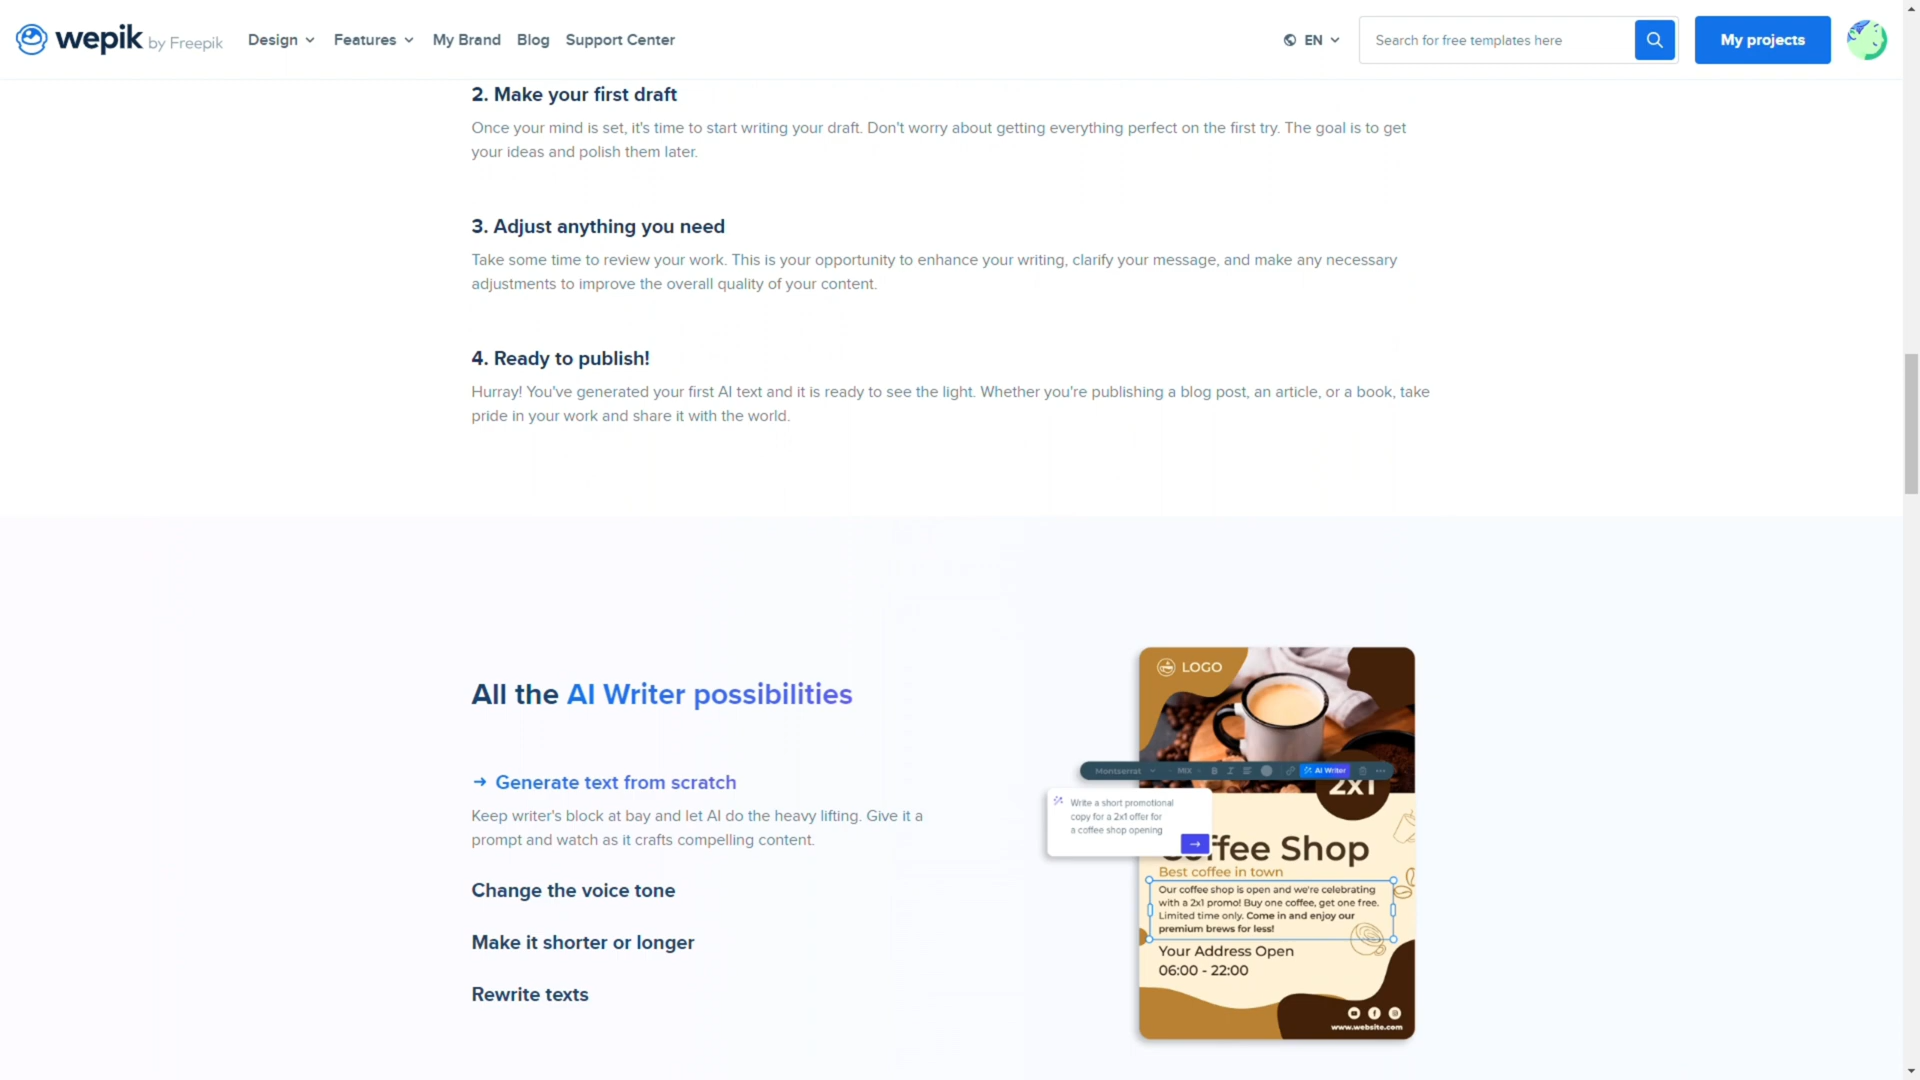 wepik by Freepik
Design
Features
My Brand
Blog
Support Center
EN
Search for free templates here
My projects
2. Make your first draft
Once your mind is set, it's time to start writing your draft. Don't worry about getting everything perfect on the first try. The goal is to get
your ideas and polish them later.
3. Adjust anything you need
Take some time to review your work. This is your opportunity to enhance your writing, clarify your message, and make any necessary
adjustments to improve the overall quality of your content.
4. Ready to publish!
Hurray! You've generated your first AI text and it is ready to see the light. Whether you're publishing a blog post, an article, or a book, take
pride in your work and share it with the world.
All the AI Writer possibilities
→ Generate text from scratch
Keep writer's block at bay and let AI do the heavy lifting. Give it a
prompt and watch as it crafts compelling content.
Change the voice tone
Make it shorter or longer
Rewrite texts
LOGO
Montserrat
MIX
B I
AI Writer
2x1
Write a short promotional
copy for a 2x1 offer for
a coffee shop opening
Shop
Best coffee in town
Our coffee shop is open and we're celebrating
with a 2x1 promo! Buy one coffee, get one free.
Limited time only. Come in and enjoy our
premium brews for less!
Your Address Open
06:00 - 22:00
www.website.com